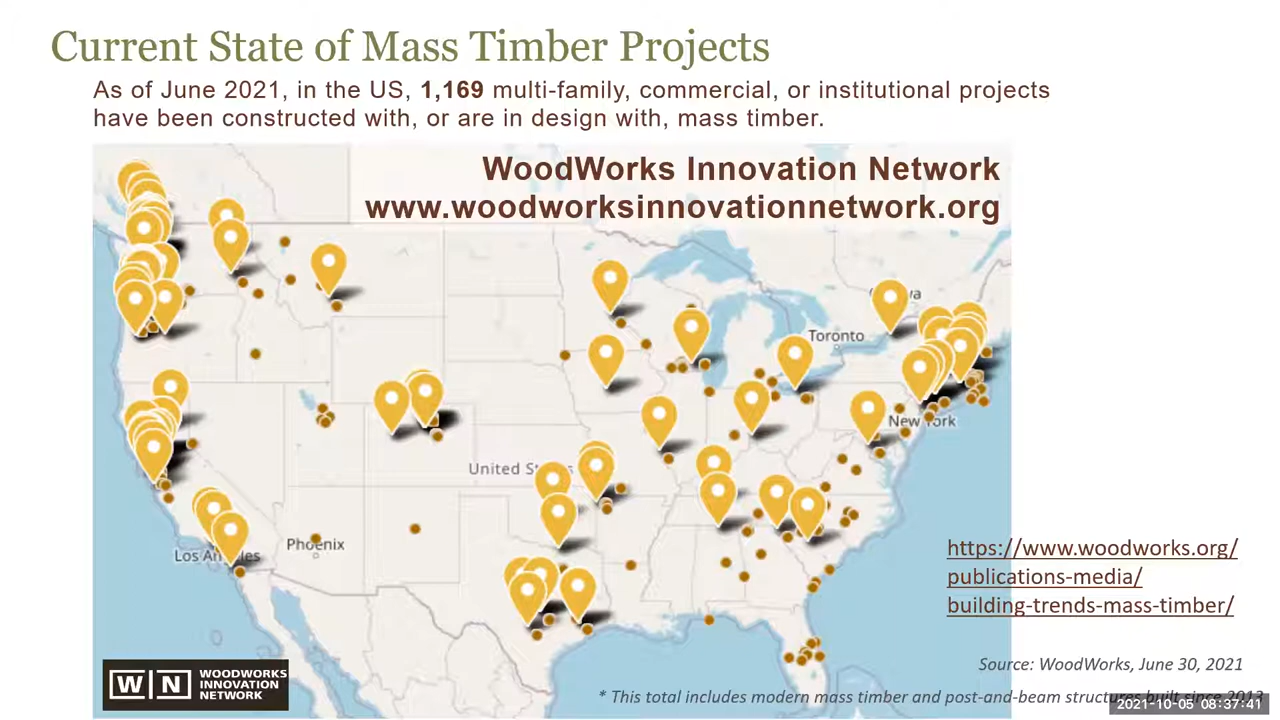 Current State of Mass Timber Projects
As of June 2021, in the US, 1,169 multi-family, commercial, or institutional projects
have been constructed with, or are in design with, mass timber.
WoodWorks Innovation Network
www.woodworksinnovationnetwork.org
Toronto
New York
United
Phoenix
Los
https://www.woodworks.org/
publications-media/
building-trends-mass-timber/
WN WOODWORKS
INNOVATION
NETWORK
Source: WoodWorks, June 30, 2021
* This total includes modern mass timber and post-and-beam structures built since 2013
2021-10-05 08:37:41